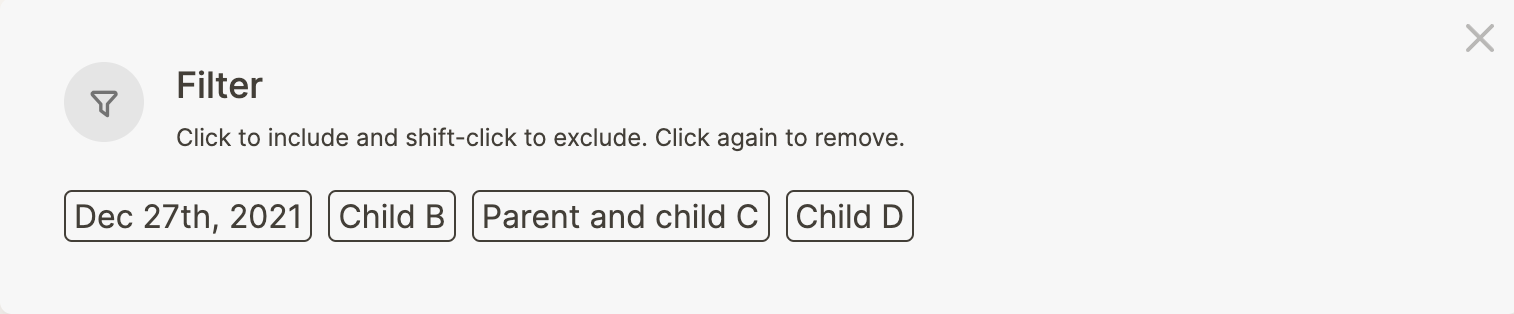 Filter
Click to include and shift-click to exclude. Click again to remove.
Dec 27th, 2021 Child B Parent and child C Child D